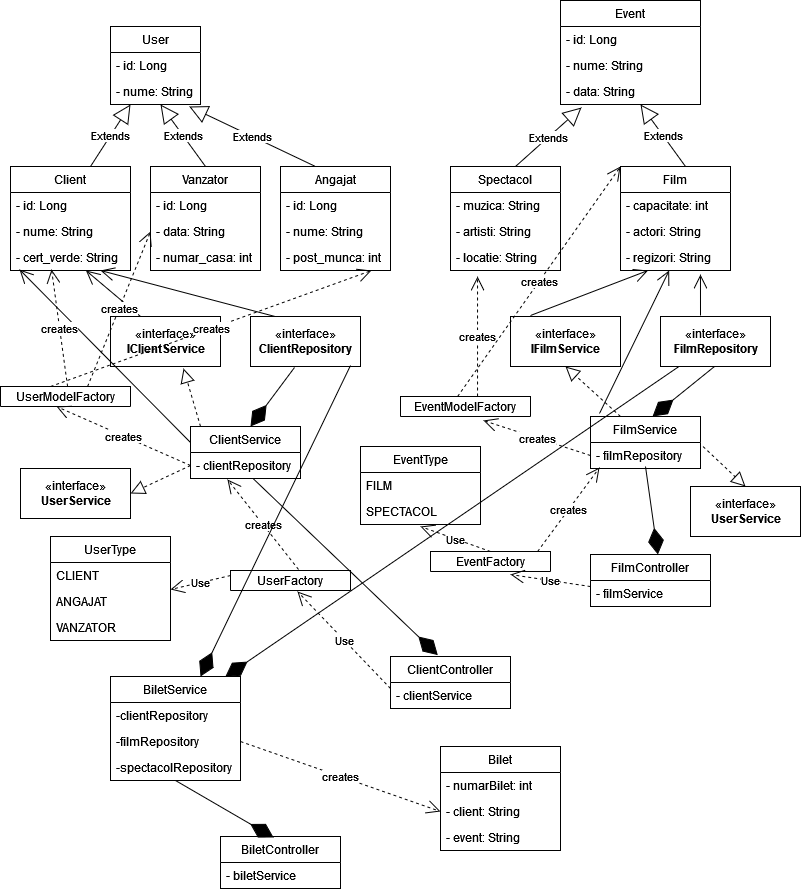 User
- id: Long
- nume: String
Event
- id: Long
- nume: String
- data: String
Extends
Extends
Extends
Extends
Extends
Client
- id: Long
- nume: String
- cert_verde: String
Vanzator
- id: Long
- data: String
- numar_casa: int
Angajat
- id: Long
- nume: String
- post_munca: int
Spectacol
- muzica: String
- artisti: String
- locatie: String
Film
- capacitate: int
- actori: String
- regizori: String
creates
creates
creates
creates
creates
«interface»
IClientService
«interface»
ClientRepository
«interface»
IFilmService
«interface»
FilmRepository
UserModelFactory
EventModelFactory
creates
creates
ClientService
- clientRepository
EventType
FILM
SPECTACOL
FilmService
- filmRepository
«interface»
UserService
«interface»
UserService
creates
creates
UserType
CLIENT
ANGAJAT
VANZATOR
Use
UserFactory
Use
EventFactory
Use
FilmController
- filmService
Use
ClientController
- clientService
BiletService
-clientRepository
-filmRepository
-spectacolRepository
creates
Bilet
- numarBilet: int
- client: String
- event: String
BiletController
- biletService